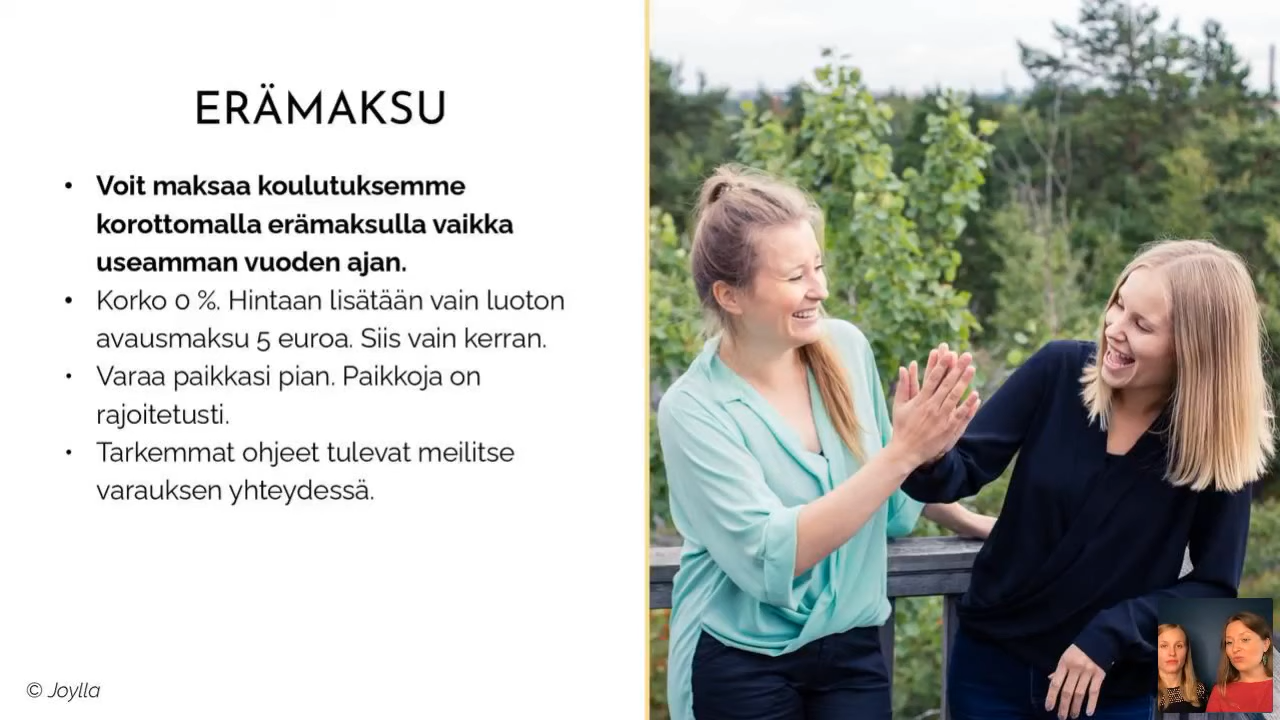 ERÄMAKSU
• Voit maksaa koulutuksemme
korottomalla erämaksulla vaikka
useamman vuoden ajan.
• Korko 0 %. Hintaan lisätään vain luoton
avausmaksu 5 euroa. Siis vain kerran.
• Varaa paikkasi pian. Paikkoja on
rajoitetusti.
• Tarkemmat ohjeet tulevat meilitse
varauksen yhteydessä.
© Joylla